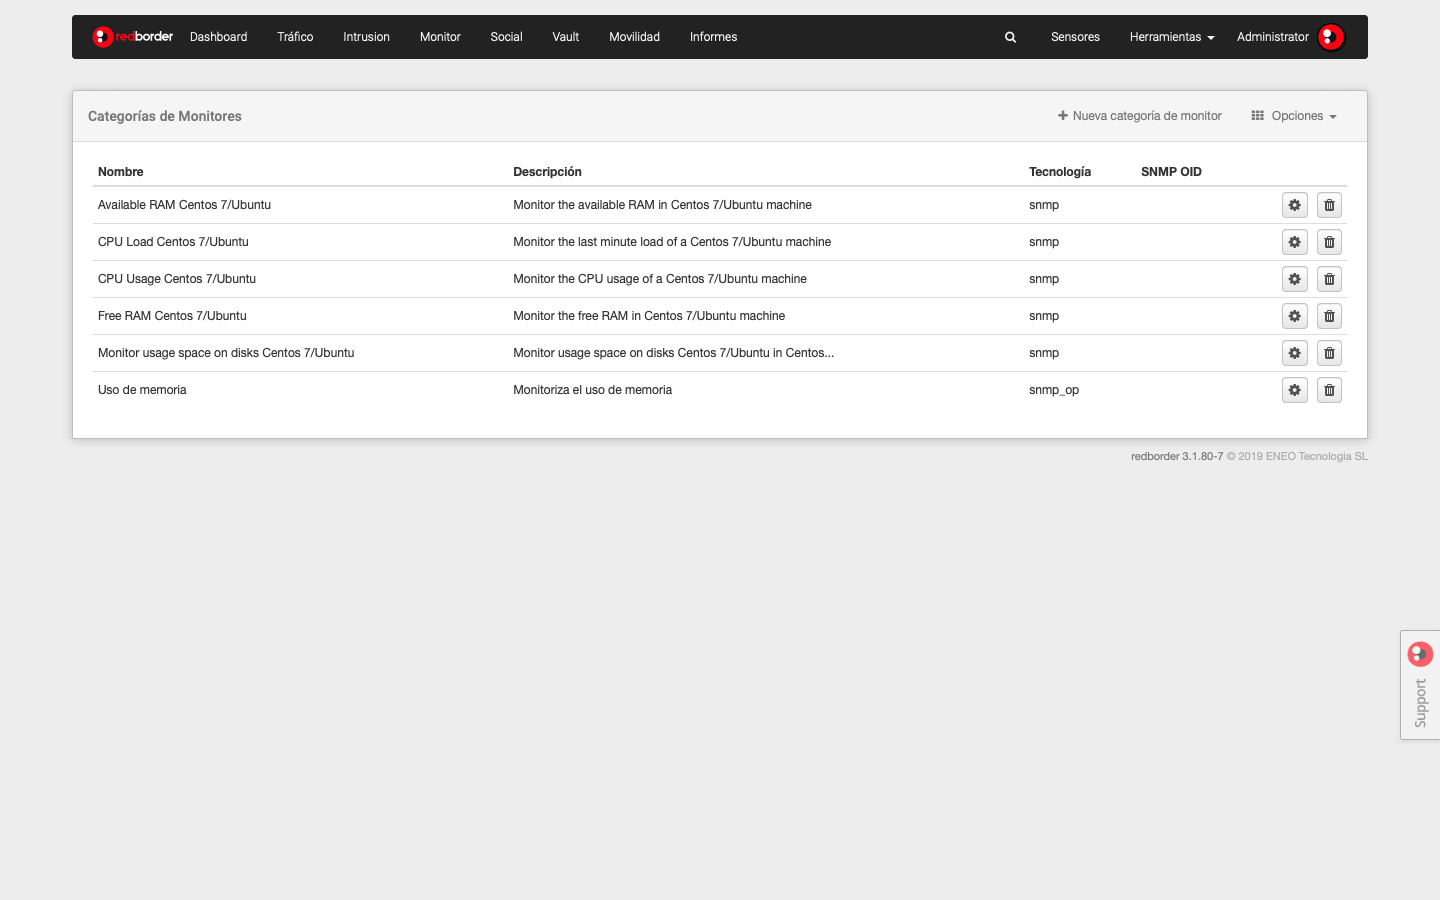 redborder Dashboard Tráfico Intrusion Monitor Social Vault Movilidad Informes Sensores Herramientas Administrator
Categorías de Monitores Nueva categoría de monitor Opciones
Nombre Descripción Tecnología SNMP OID
Available RAM Centos 7/Ubuntu Monitor the available RAM in Centos 7/Ubuntu machine snmp
CPU Load Centos 7/Ubuntu Monitor the last minute load of a Centos 7/Ubuntu machine snmp
CPU Usage Centos 7/Ubuntu Monitor the CPU usage of a Centos 7/Ubuntu machine snmp
Free RAM Centos 7/Ubuntu Monitor the free RAM in Centos 7/Ubuntu machine snmp
Monitor usage space on disks Centos 7/Ubuntu Monitor usage space on disks Centos 7/Ubuntu in Centos... snmp
Uso de memoria Monitoriza el uso de memoria snmp_op
redborder 3.1.80-7 © 2019 ENEO Tecnologia SL
Support